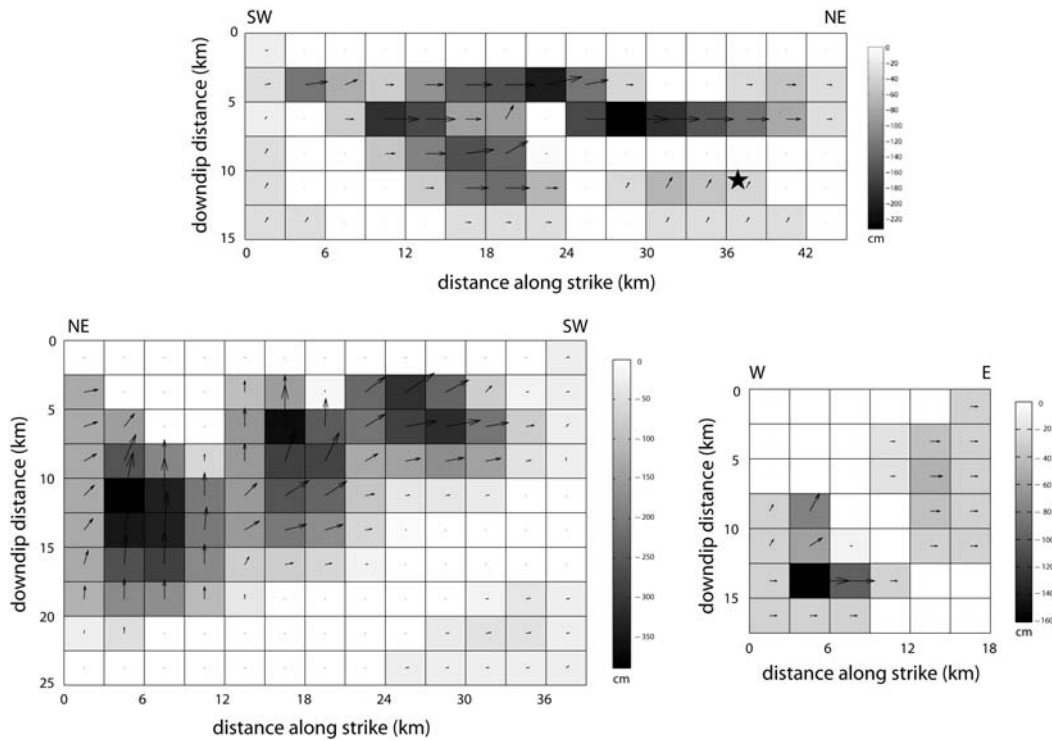 SW NE
0
5
10
15
downdip distance (km)
0 6 12 18 24 30 36 42
distance along strike (km)
0
-20
-40
-60
-80
-100
-120
-140
-160
-180
-200
-220
cm
NE SW
0
5
10
15
20
25
downdip distance (km)
0 6 12 18 24 30 36
distance along strike (km)
0
-50
-100
-150
-200
-250
-300
-350
cm
W E
0
5
10
15
downdip distance (km)
0 6 12 18
distance along strike (km)
0
-20
-40
-60
-80
-100
-120
-140
-160
cm